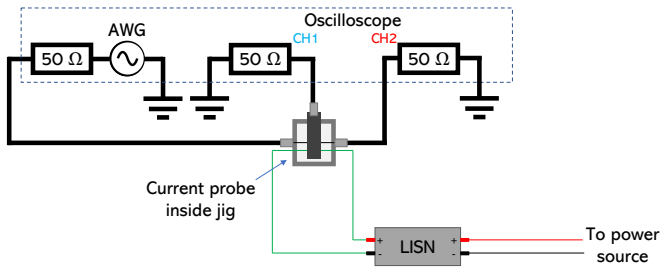 Oscilloscope
AWG
CH1
CH2
50 Ω
50 Ω
50 Ω
Current probe
inside jig
+
-
LISN
+
-
To power
source